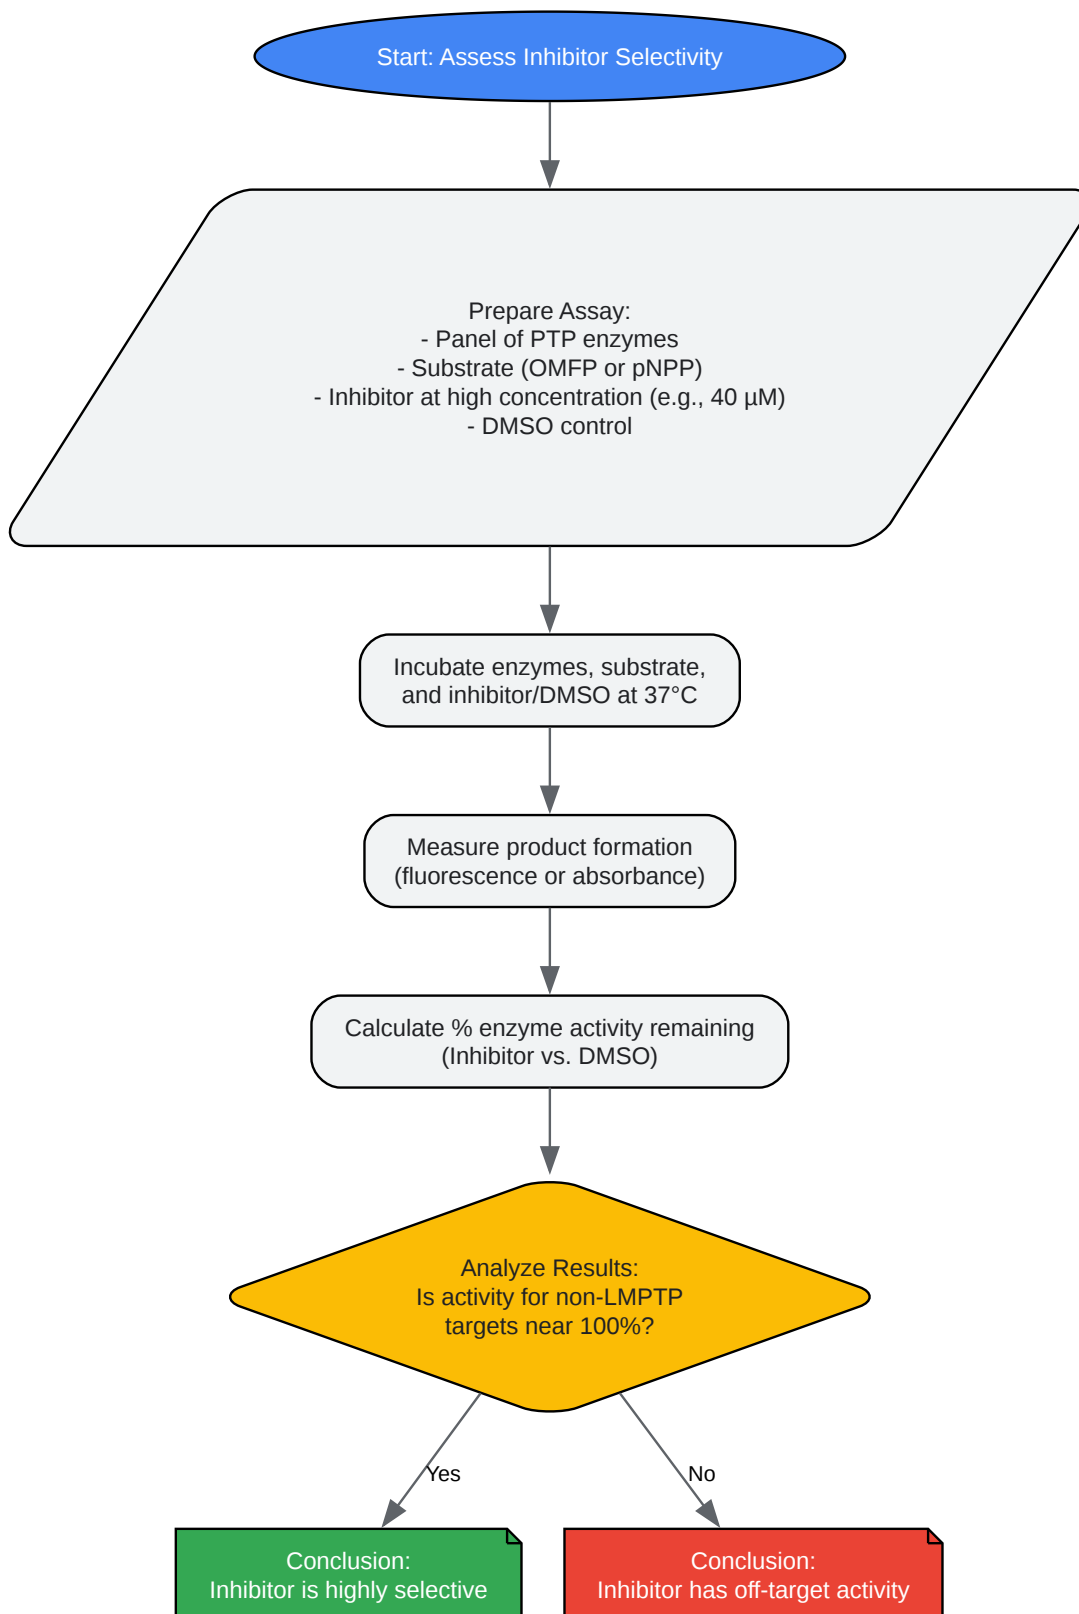 Start: Assess Inhibitor Selectivity
Prepare Assay:
- Panel of PTP enzymes
- Substrate (OMFP or pNPP)
- Inhibitor at high concentration (e.g., 40 µM)
- DMSO control
Incubate enzymes, substrate,
and inhibitor/DMSO at 37°C
Measure product formation
(fluorescence or absorbance)
Calculate % enzyme activity remaining
(Inhibitor vs. DMSO)
Analyze Results:
Is activity for non-LMPTP
targets near 100%?
Yes
No
Conclusion:
Inhibitor is highly selective
Conclusion:
Inhibitor has off-target activity